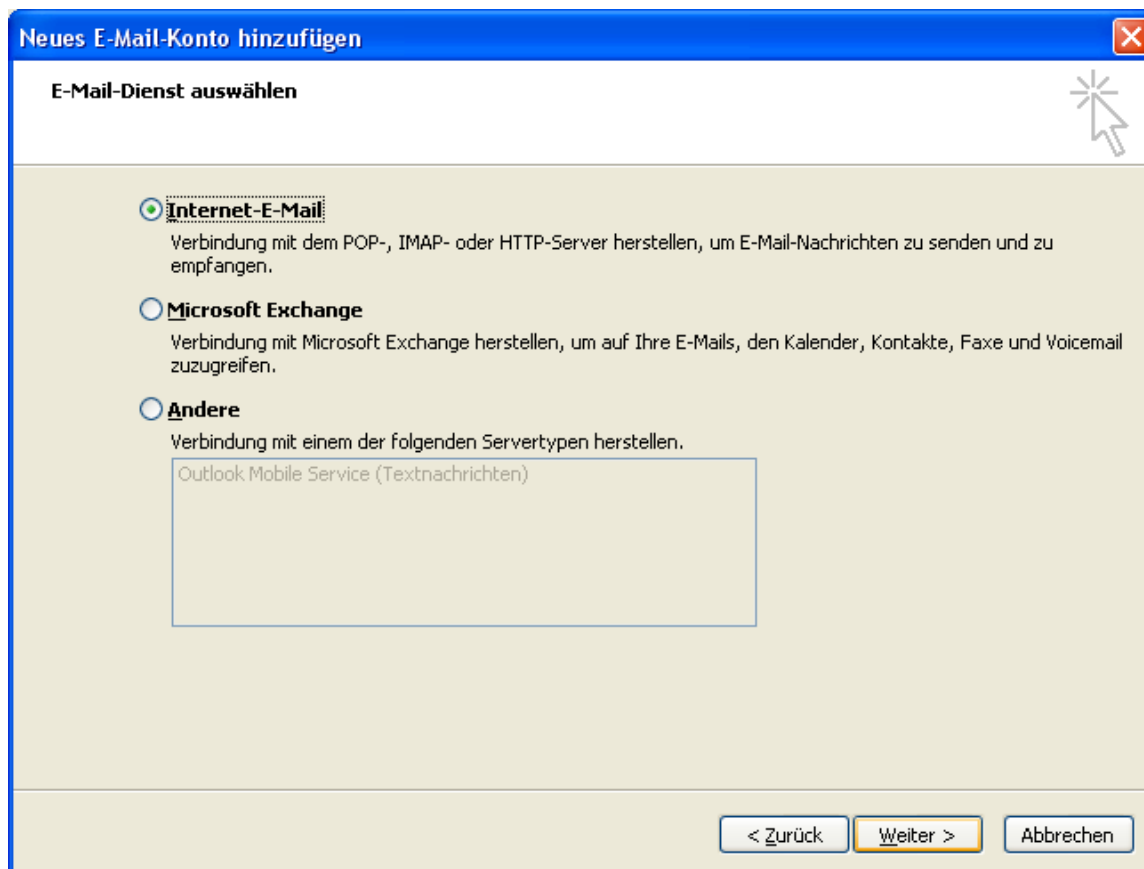 Neues E-Mail-Konto hinzufügen
E-Mail-Dienst auswählen
Internet-E-Mail
Verbindung mit dem POP-, IMAP- oder HTTP-Server herstellen, um E-Mail-Nachrichten zu senden und zu
empfangen.
Microsoft Exchange
Verbindung mit Microsoft Exchange herstellen, um auf Ihre E-Mails, den Kalender, Kontakte, Faxe und Voicemail
zuzugreifen.
Andere
Verbindung mit einem der folgenden Servertypen herstellen.
Outlook Mobile Service (Textnachrichten)
< Zurück Weiter > Abbrechen